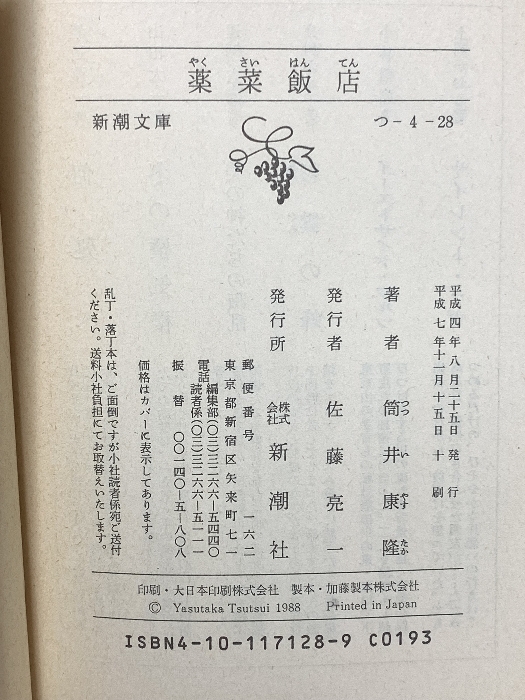 やくさいはんてん
薬菜飯店
新潮文庫
つ-4-28
平成四年八月二十五日 発行
平成七年十一月十五日 十刷
著者 筒井康隆
つついやすたか
発行者 佐藤亮一
発行所 株式会社 新潮社
郵便番号 一六二
東京都新宿区矢来町七一
電話 編集部(〇三)三二六六―五四四〇
読者係(〇三)三二六六―五一一一
振替 〇〇一四〇―五―八〇八
価格はカバーに表示してあります。
乱丁・落丁本は、ご面倒ですが小社読者係宛ご送付
ください。送料小社負担にてお取替えいたします。
印刷・大日本印刷株式会社 製本・加藤製本株式会社
© Yasutaka Tsutsui 1988 Printed in Japan
ISBN4-10-117128-9 C0193